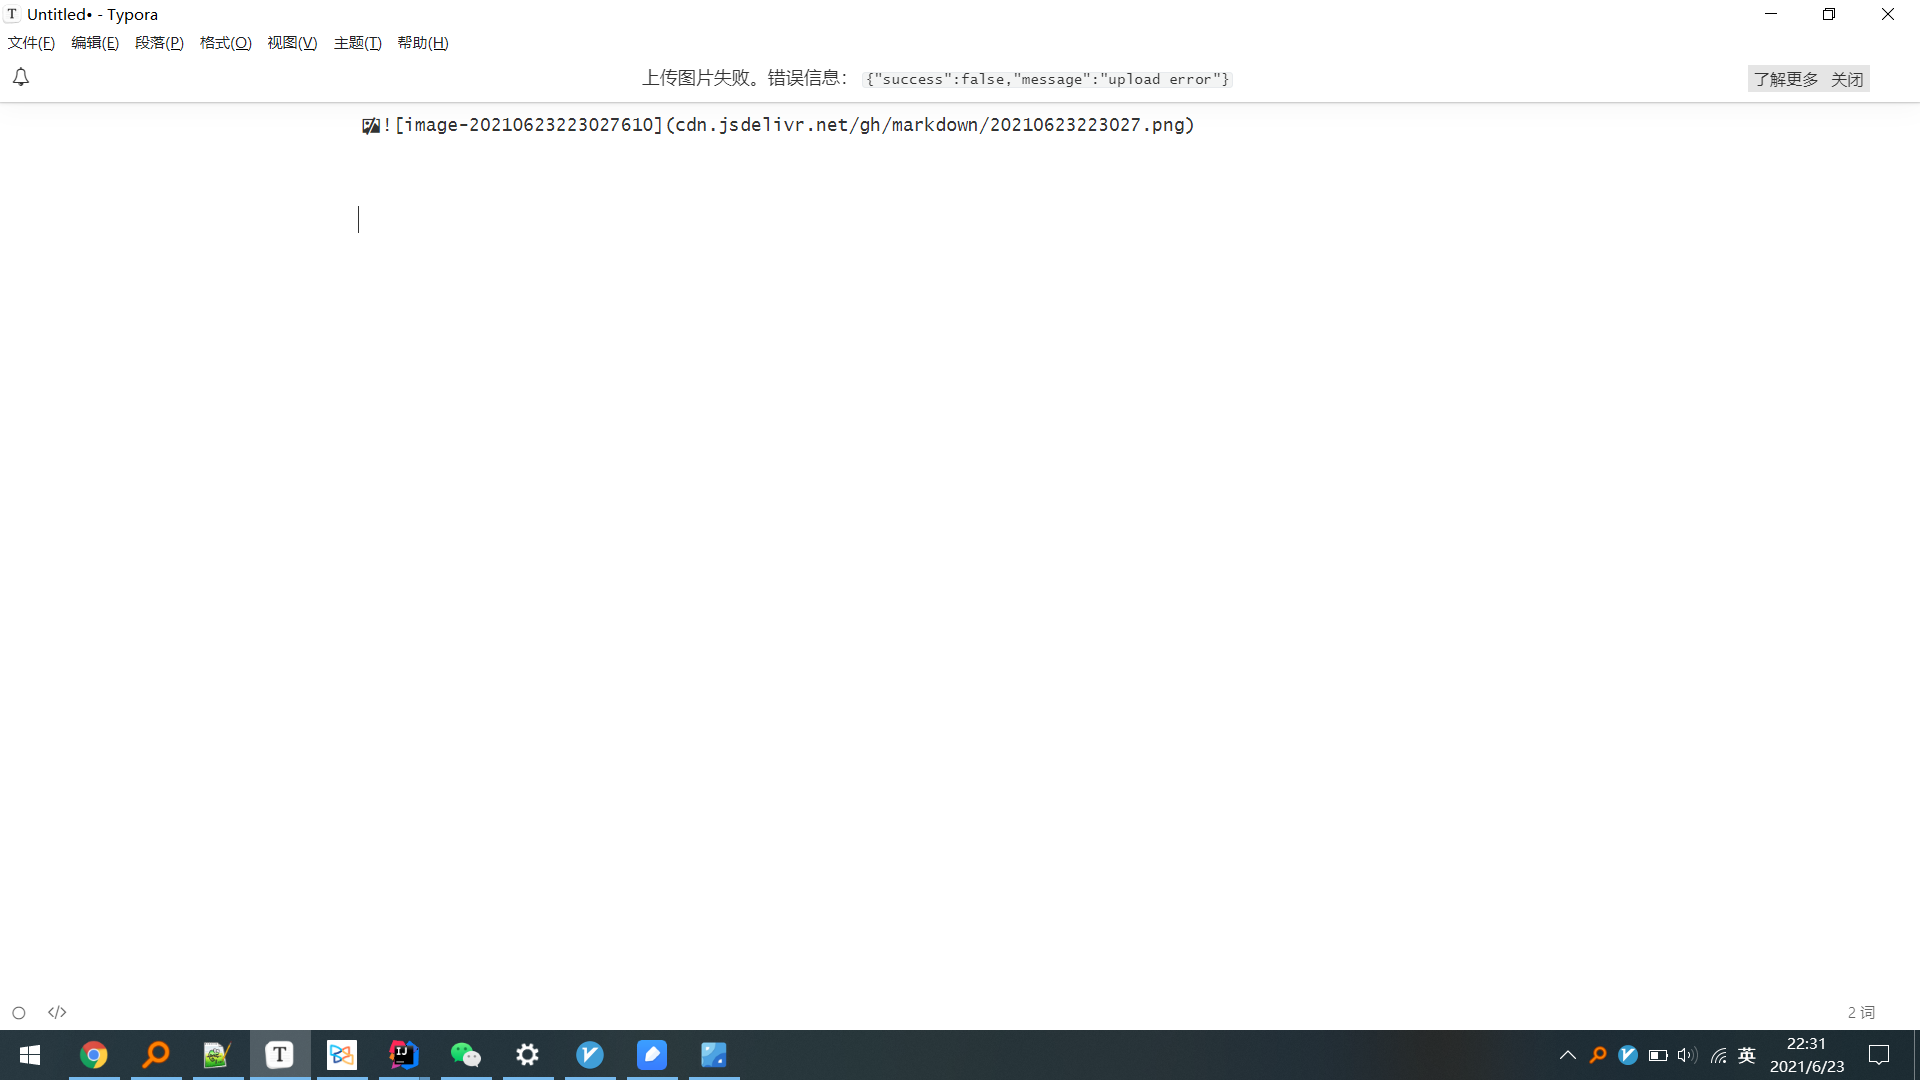 Untitled• - Typora
文件(F) 编辑(E) 段落(P) 格式(O) 视图(V) 主题(T) 帮助(H)
上传图片失败。错误信息： {"success":false,"message":"upload error"} 了解更多 关闭
![image-20210623223027610](cdn.jsdelivr.net/gh/markdown/20210623223027.png)
</>
2 词
英
22:31
2021/6/23